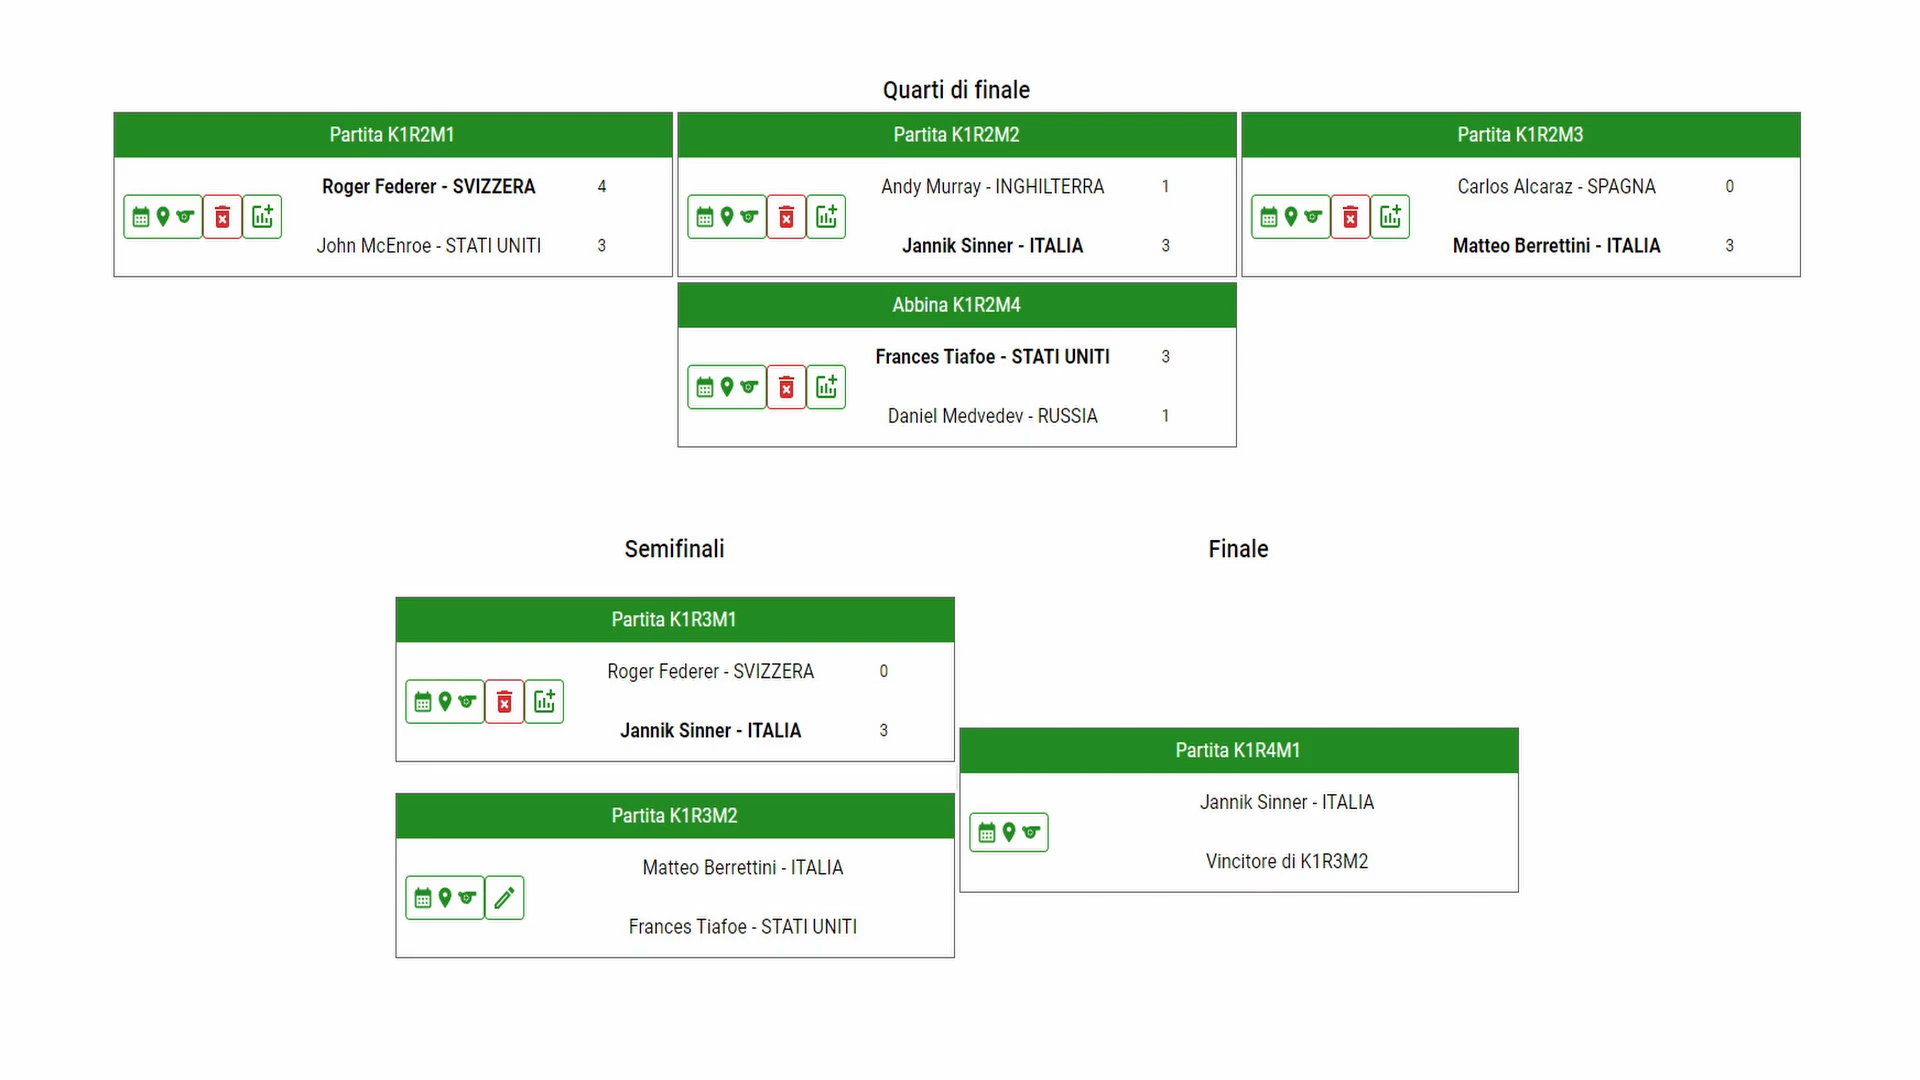 Quarti di finale
Partita K1R2M1
Roger Federer - SVIZZERA 4
John McEnroe - STATI UNITI 3
Partita K1R2M2
Andy Murray - INGHILTERRA 1
Jannik Sinner - ITALIA 3
Partita K1R2M3
Carlos Alcaraz - SPAGNA 0
Matteo Berrettini - ITALIA 3
Abbina K1R2M4
Frances Tiafoe - STATI UNITI 3
Daniel Medvedev - RUSSIA 1
Semifinali
Partita K1R3M1
Roger Federer - SVIZZERA 0
Jannik Sinner - ITALIA 3
Partita K1R3M2
Matteo Berrettini - ITALIA
Frances Tiafoe - STATI UNITI
Finale
Partita K1R4M1
Jannik Sinner - ITALIA
Vincitore di K1R3M2